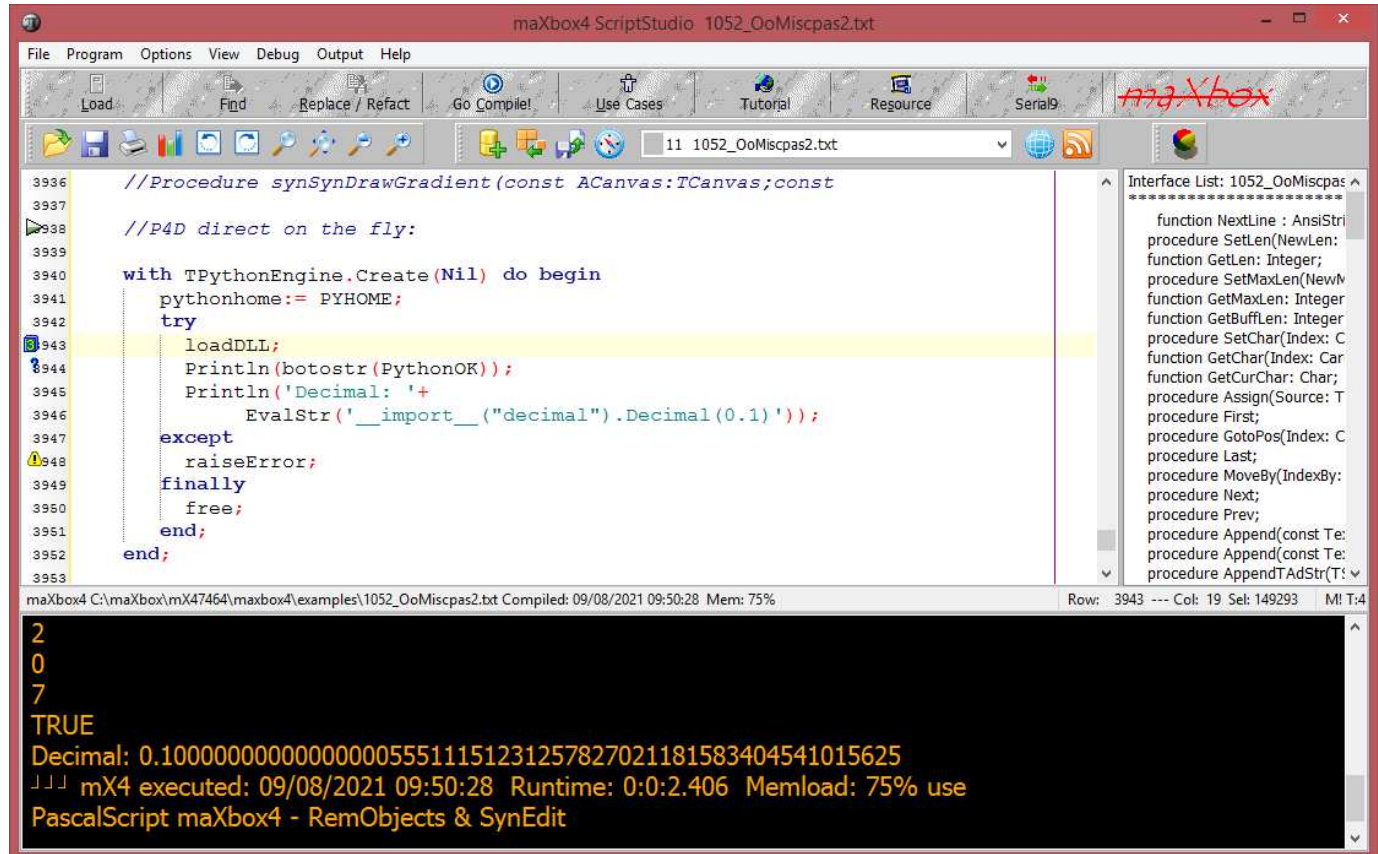 maXbox4 ScriptStudio 1052_OoMiscpas2.txt
File Program Options View Debug Output Help
Load Find Replace / Refact Go Compile! Use Cases Tutorial Resource Serial9 maXbox
11 1052_OoMiscpas2.txt
3936 //Procedure synSynDrawGradient(const ACanvas:TCanvas;const
3937
938 //P4D direct on the fly:
3939
3940 with TPythonEngine.Create(Nil) do begin
3941 pythonhome:= PYHOME;
3942 try
943 loadDLL;
944 Println(botostr(PythonOK));
3945 Println('Decimal: '+
3946 EvalStr('__import__("decimal").Decimal(0.1)'));
3947 except
948 raiseError;
3949 finally
3950 free;
3951 end;
3952 end;
3953
Interface List: 1052_OoMiscpas
***********************
function NextLine : AnsiStri
procedure SetLen(NewLen:
function GetLen: Integer;
procedure SetMaxLen(NewM
function GetMaxLen: Integer
function GetBuffLen: Integer
procedure SetChar(Index: C
function GetChar(Index: Car
function GetCurChar: Char;
procedure Assign(Source: T
procedure First;
procedure GotoPos(Index: C
procedure Last;
procedure MoveBy(IndexBy:
procedure Next;
procedure Prev;
procedure Append(const Te
procedure Append(const Te
procedure AppendTAdStr(TS
maXbox4 C:\maXbox\mX47464\maxbox4\examples\1052_OoMiscpas2.txt Compiled: 09/08/2021 09:50:28 Mem: 75% Row: 3943 --- Col: 19 Sel: 149293 M! T:4
2
0
7
TRUE
Decimal: 0.1000000000000000055511151231257827021181583404541015625
┘┘┘ mX4 executed: 09/08/2021 09:50:28 Runtime: 0:0:2.406 Memload: 75% use
PascalScript maXbox4 - RemObjects & SynEdit